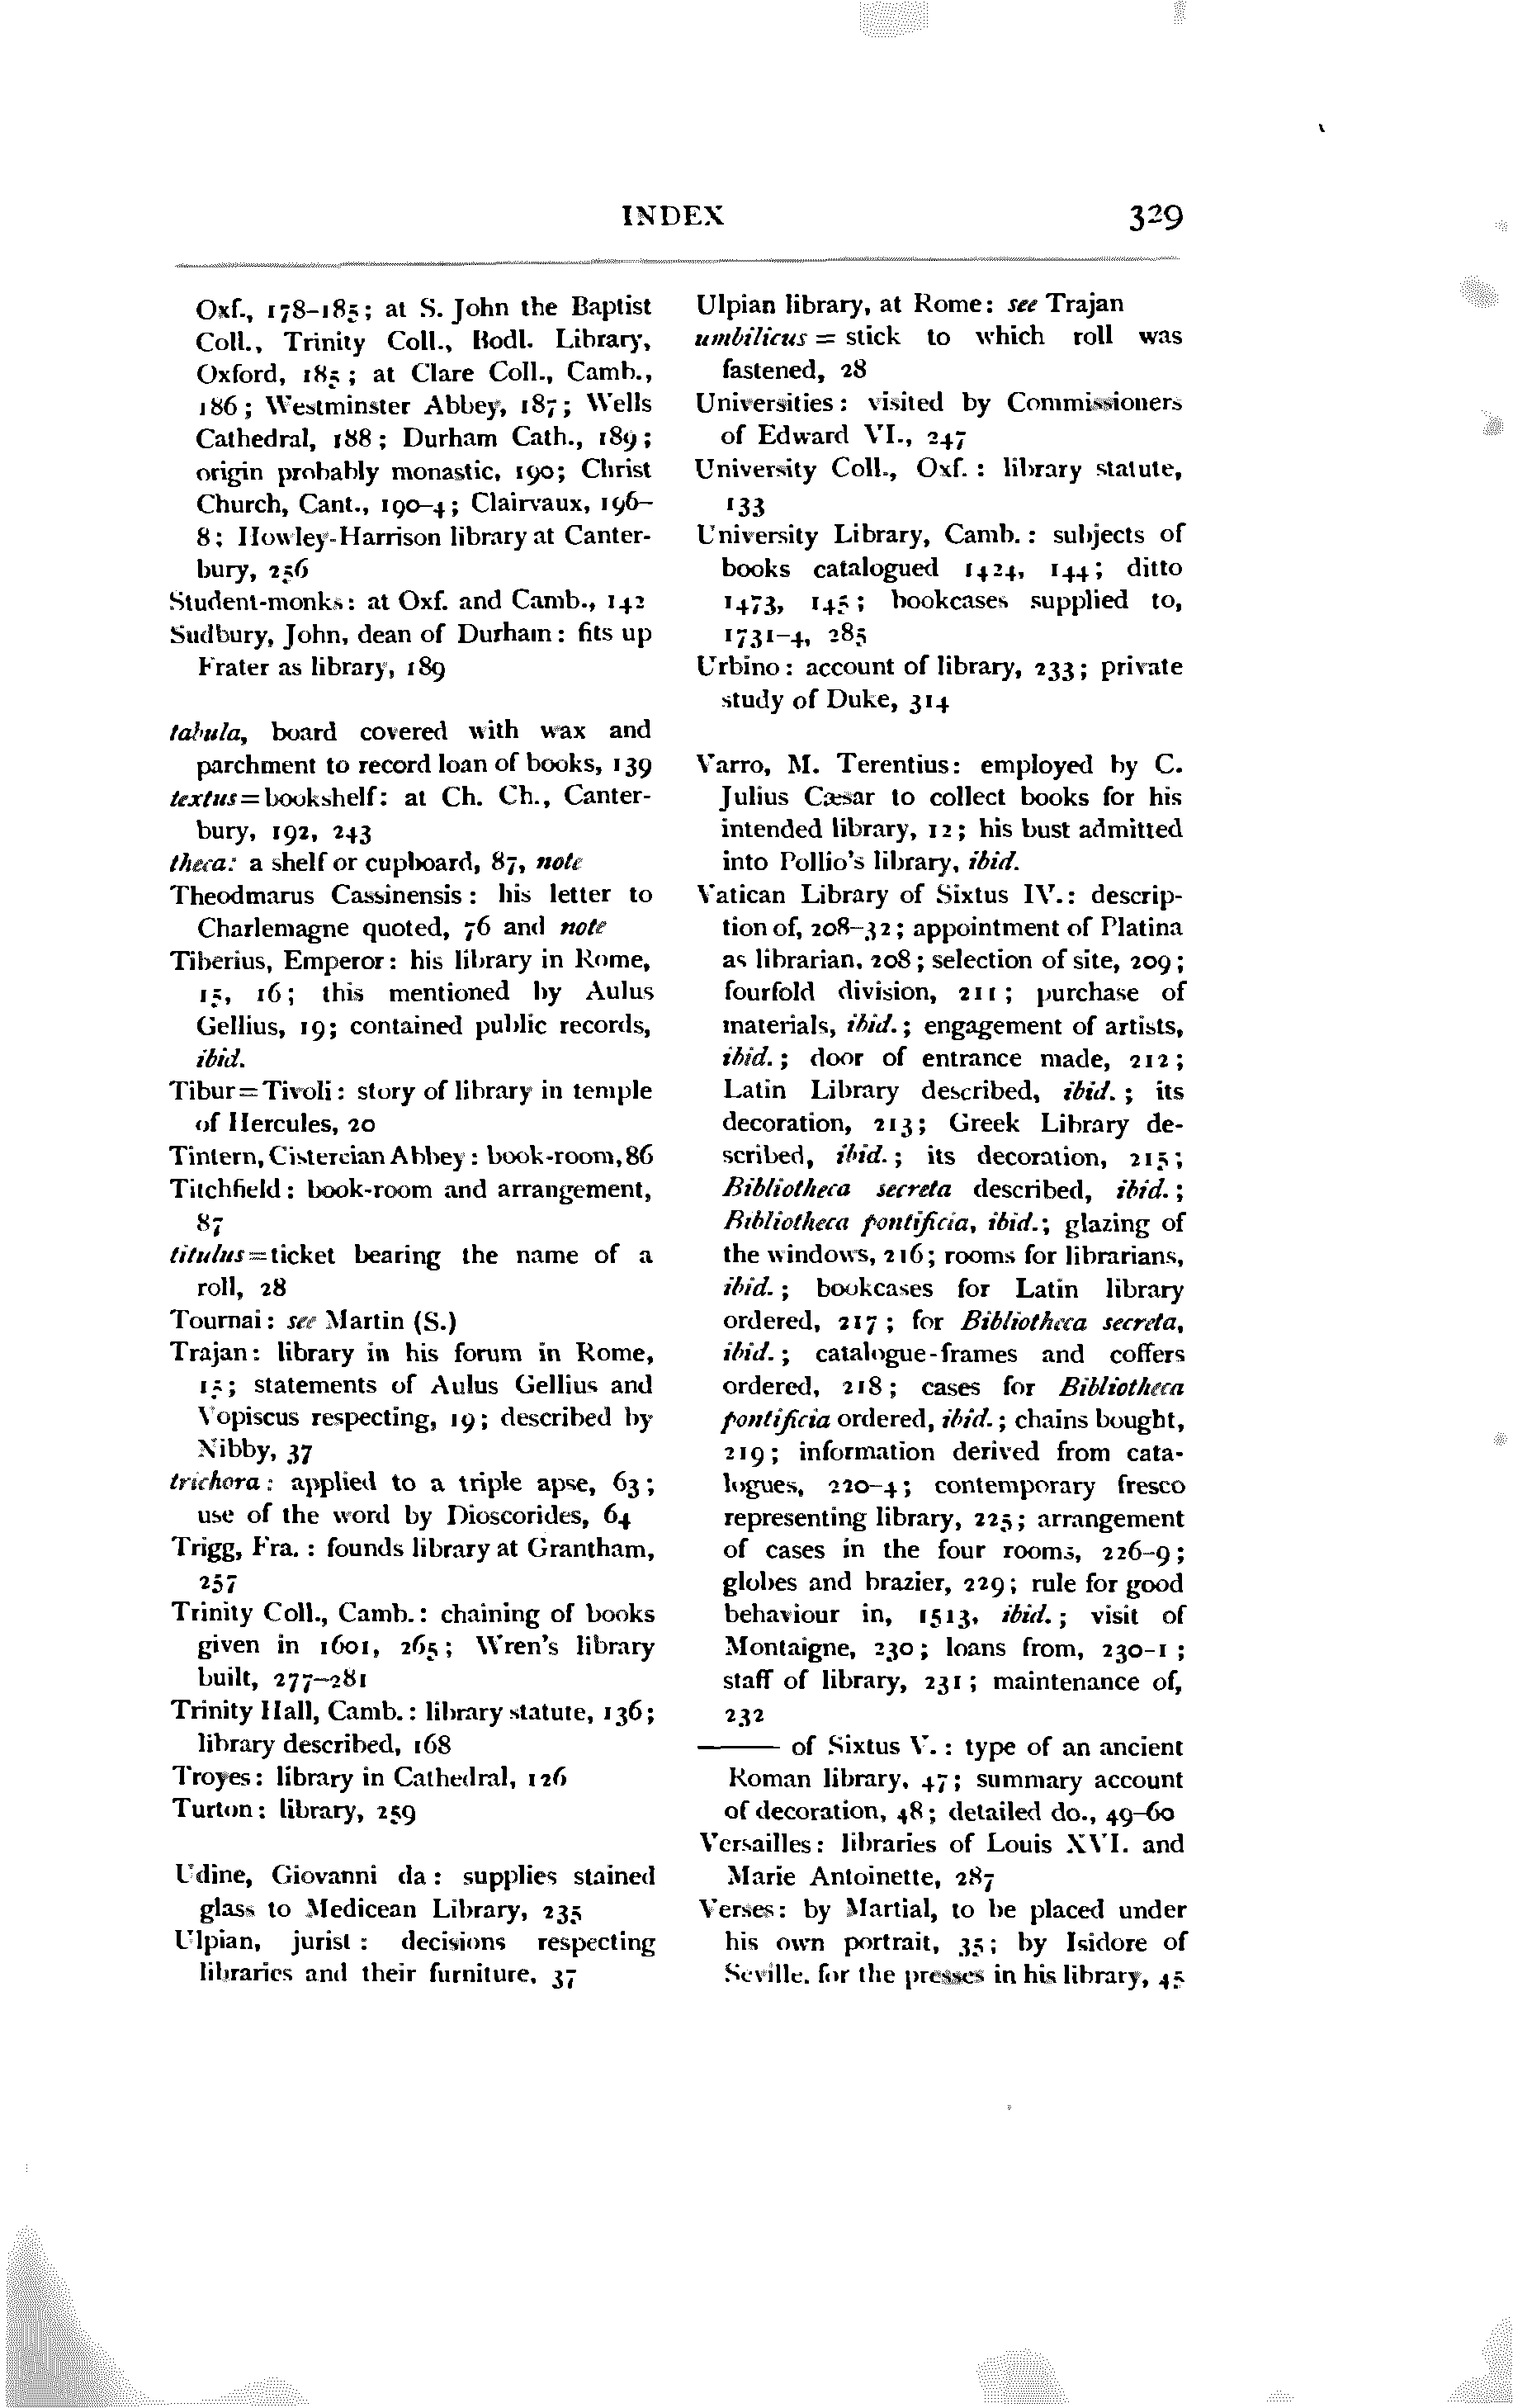 INDEX 329
Oxf., 178–185; at S. John the Baptist
Coll., Trinity Coll., Bodl. Library,
Oxford, 185; at Clare Coll., Camb.,
186; Westminster Abbey, 187; Wells
Cathedral, 188; Durham Cath., 189;
origin probably monastic, 190; Christ
Church, Cant., 190–4; Clairvaux, 196–
8; Howley-Harrison library at Canter-
bury, 256
Student-monks: at Oxf. and Camb., 142
Sudbury, John, dean of Durham: fits up
Frater as library, 189
tabula, board covered with wax and
parchment to record loan of books, 139
textus=bookshelf: at Ch. Ch., Canter-
bury, 192, 243
theca: a shelf or cupboard, 87, note
Theodmarus Cassinensis: his letter to
Charlemagne quoted, 76 and note
Tiberius, Emperor: his library in Rome,
15, 16; this mentioned by Aulus
Gellius, 19; contained public records,
ibid.
Tibur=Tivoli: story of library in temple
of Hercules, 20
Tintern, Cistercian Abbey: book-room, 86
Titchfield: book-room and arrangement,
87
titulus=ticket bearing the name of a
roll, 28
Tournai: see Martin (S.)
Trajan: library in his forum in Rome,
15; statements of Aulus Gellius and
Vopiscus respecting, 19; described by
Nibby, 37
trichora: applied to a triple apse, 63;
use of the word by Dioscorides, 64
Trigg, Fra.: founds library at Grantham,
257
Trinity Coll., Camb.: chaining of books
given in 1601, 265; Wren's library
built, 277–281
Trinity Hall, Camb.: library statute, 136;
library described, 168
Troyes: library in Cathedral, 126
Turton: library, 259
Udine, Giovanni da: supplies stained
glass to Medicean Library, 235
Ulpian, jurist: decisions respecting
libraries and their furniture, 37
Ulpian library, at Rome: see Trajan
umbilicus = stick to which roll was
fastened, 28
Universities: visited by Commissioners
of Edward VI., 247
University Coll., Oxf.: library statute,
133
University Library, Camb.: subjects of
books catalogued 1424, 144; ditto
1473, 145; bookcases supplied to,
1731–4, 285
Urbino: account of library, 233; private
study of Duke, 314
Varro, M. Terentius: employed by C.
Julius Cæsar to collect books for his
intended library, 12; his bust admitted
into Pollio's library, ibid.
Vatican Library of Sixtus IV.: descrip-
tion of, 208–32; appointment of Platina
as librarian, 208; selection of site, 209;
fourfold division, 211; purchase of
materials, ibid.; engagement of artists,
ibid.; door of entrance made, 212;
Latin Library described, ibid.; its
decoration, 213; Greek Library de-
scribed, ibid.; its decoration, 215;
Bibliotheca secreta described, ibid.;
Bibliotheca pontificia, ibid.; glazing of
the windows, 216; rooms for librarians,
ibid.; bookcases for Latin library
ordered, 217; for Bibliotheca secreta,
ibid.; catalogue-frames and coffers
ordered, 218; cases for Bibliotheca
pontificia ordered, ibid.; chains bought,
219; information derived from cata-
logues, 220–4; contemporary fresco
representing library, 225; arrangement
of cases in the four rooms, 226–9;
globes and brazier, 229; rule for good
behaviour in, 1513, ibid.; visit of
Montaigne, 230; loans from, 230–1;
staff of library, 231; maintenance of,
232
—— of Sixtus V.: type of an ancient
Roman library, 47; summary account
of decoration, 48; detailed do., 49–60
Versailles: libraries of Louis XVI. and
Marie Antoinette, 287
Verses: by Martial, to be placed under
his own portrait, 35; by Isidore of
Seville, for the presses in his library, 45